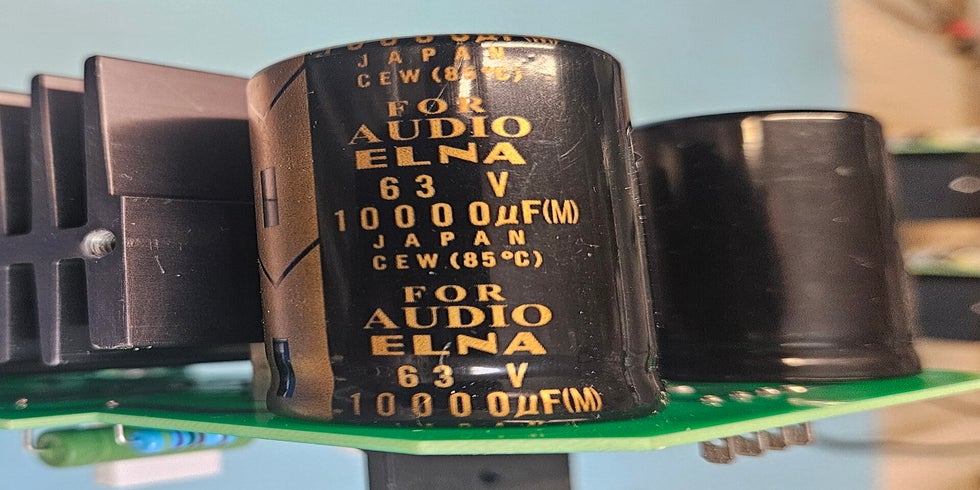 JAPAN
CEW (85°C)
FOR
AUDIO
ELNA
63 V
10000µF(M)
JAPAN
CEW (85°C)
FOR
AUDIO
ELNA
63 V
10000µF(M)